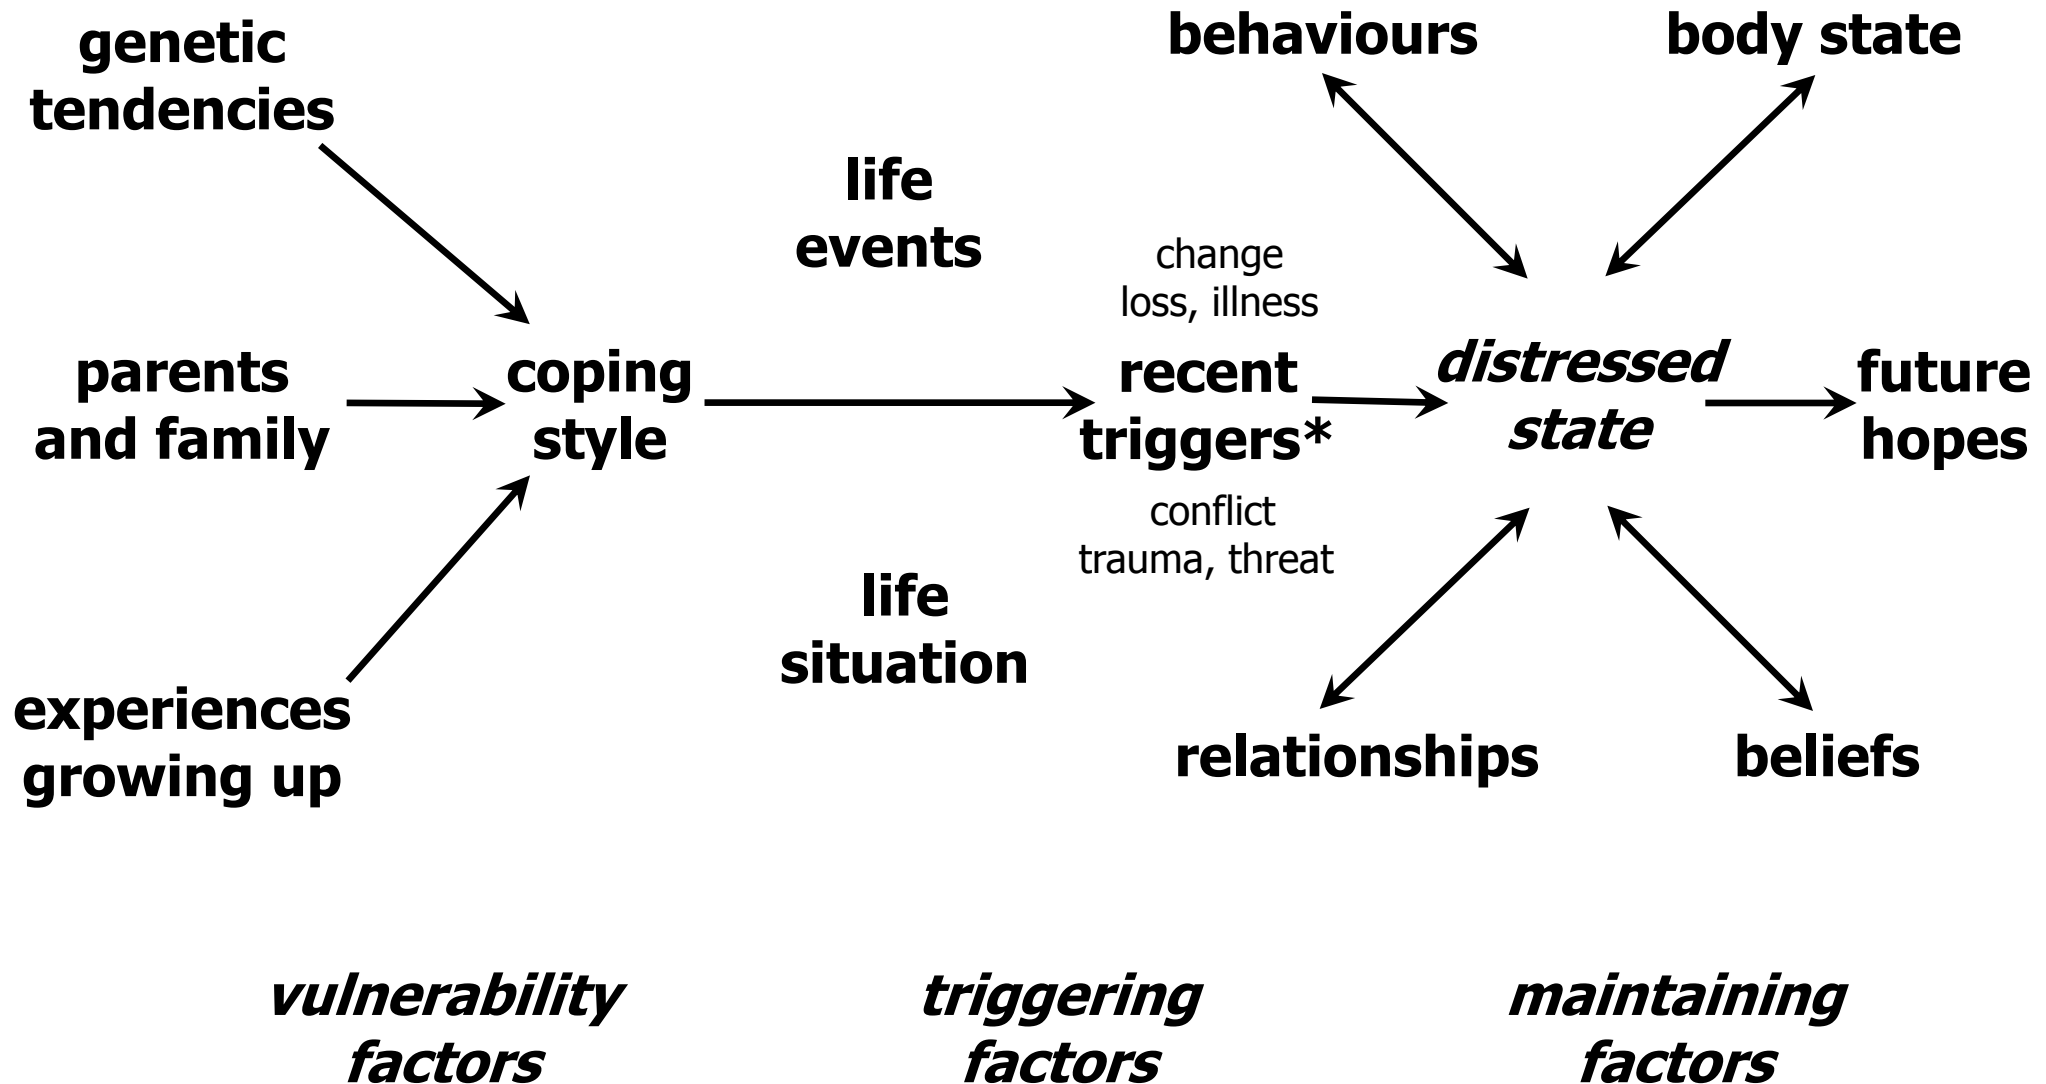 genetic
tendencies
parents
and family
experiences
growing up
coping
style
life
events
life
situation
change
loss, illness
recent
triggers*
conflict
trauma, threat
behaviours
body state
distressed
state
future
hopes
relationships
beliefs
vulnerability
factors
triggering
factors
maintaining
factors